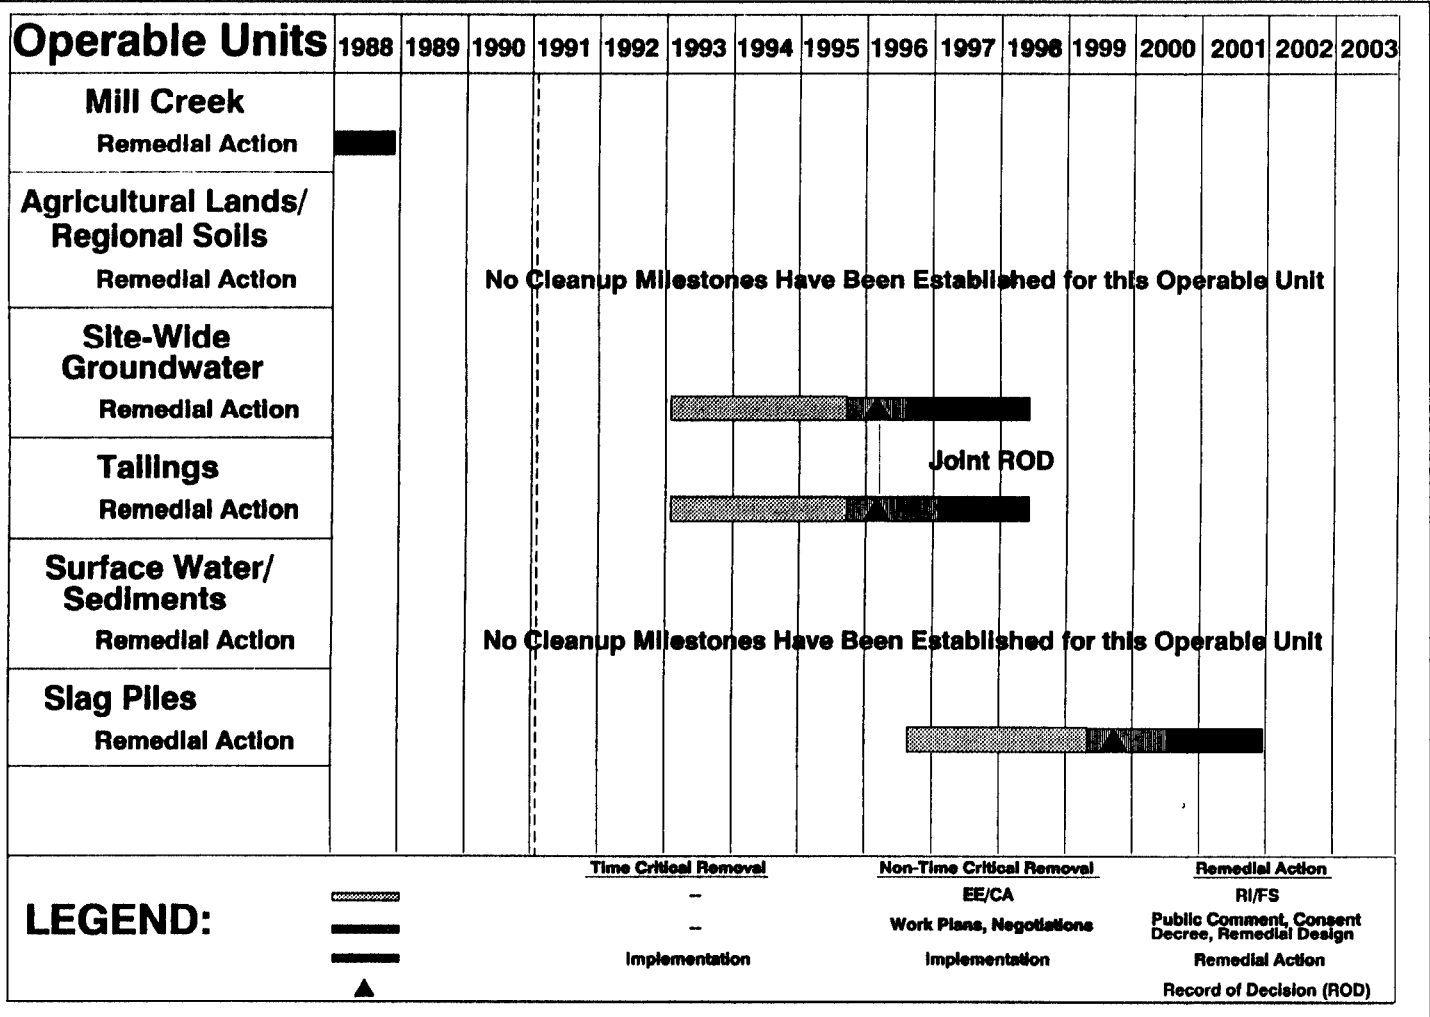 Operable Units 1988 1989 1990 1991 1992 1993 1994 1995 1996 1997 1998 1999 2000 2001 2002 2003
Mill Creek
Remedial Action
Agricultural Lands/
Regional Soils
Remedial Action
No Cleanup Milestones Have Been Established for this Operable Unit
Site-Wide
Groundwater
Remedial Action
Joint ROD
Tailings
Remedial Action
Surface Water/
Sediments
Remedial Action
No Cleanup Milestones Have Been Established for this Operable Unit
Slag Piles
Remedial Action
LEGEND:
Time Critical Removal Non-Time Critical Removal Remedial Action
-- EE/CA RI/FS
-- Work Plans, Negotiations Public Comment, Consent
Decree, Remedial Design
Implementation Implementation Remedial Action
Record of Decision (ROD)